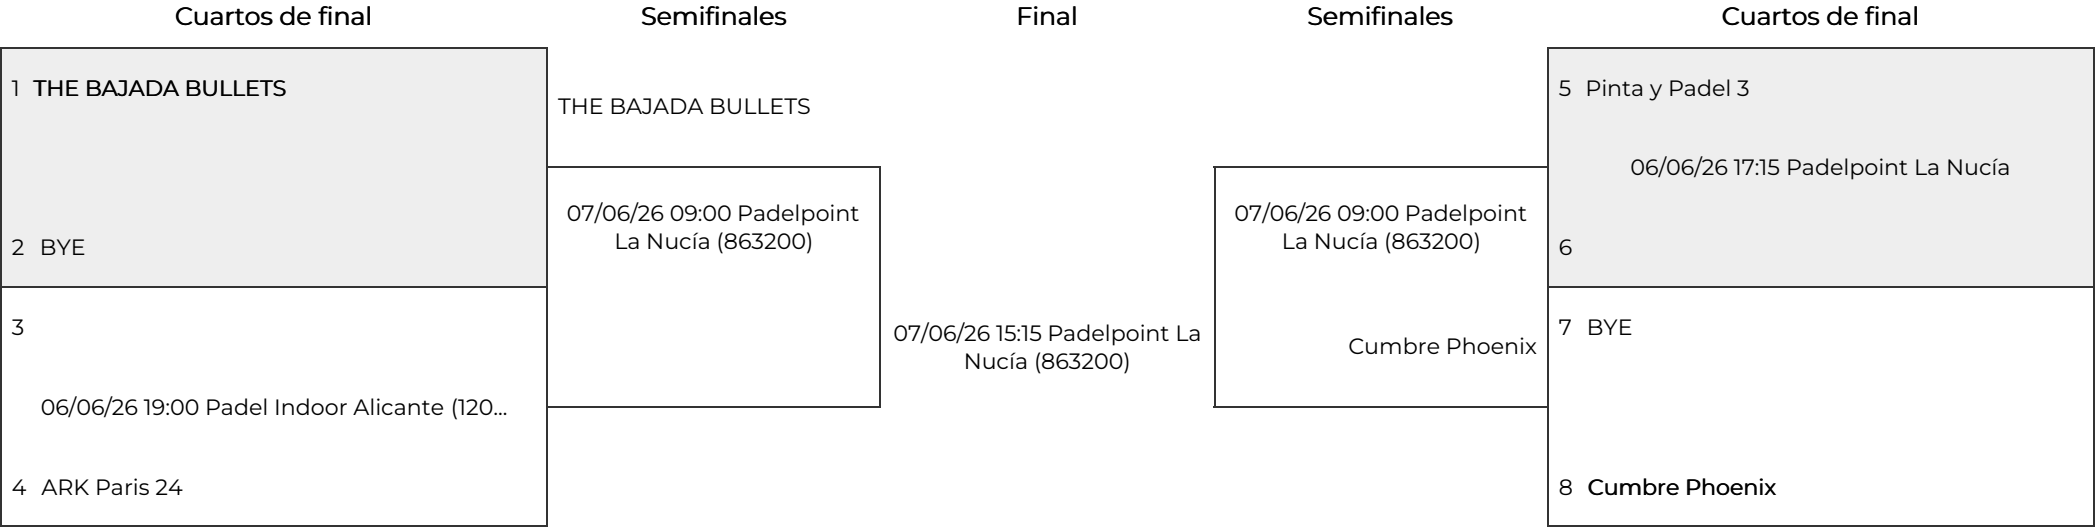 Cuartos de final
Semifinales
Final
Semifinales
Cuartos de final
1 THE BAJADA BULLETS
2 BYE
3
06/06/26 19:00 Padel Indoor Alicante (120...
4 ARK Paris 24
THE BAJADA BULLETS
07/06/26 09:00 Padelpoint
La Nucía (863200)
07/06/26 15:15 Padelpoint La
Nucía (863200)
07/06/26 09:00 Padelpoint
La Nucía (863200)
Cumbre Phoenix
5 Pinta y Padel 3
06/06/26 17:15 Padelpoint La Nucía
6
7 BYE
8 Cumbre Phoenix